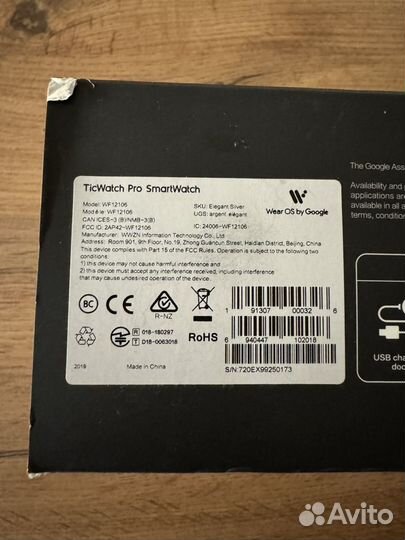 TicWatch Pro SmartWatch
Model: WF12106
SKU: Elegant Silver
Modèle: WF12106
UGS: argent élégant
CAN ICES-3 (B)/NMB-3(B)
FCC ID: 2AP42-WF12106
IC: 24006-WF12106
Wear OS by Google
Manufacturer: WWZN Information Technology Co., Ltd
Address: Room 901, 9th Floor, No.19, Zhong Guancun Street, Haidian District, Beijing, China
This device complies with Part 15 of the FCC Rules. Operation is subject to the following
two conditions:
1) this device may not cause harmful interference and
2) this device must accept any interference received, including interference that may
cause undesired operation.
BC
CE
R-NZ
R 018-180297
T D18-0063018
RoHS
1 91307 00032 6
6 940447 102018
S/N:720EX99250173
2018
The Google Ass
Availability and p
applications are
available in all a
terms, condition
USB cha
doc
Avito